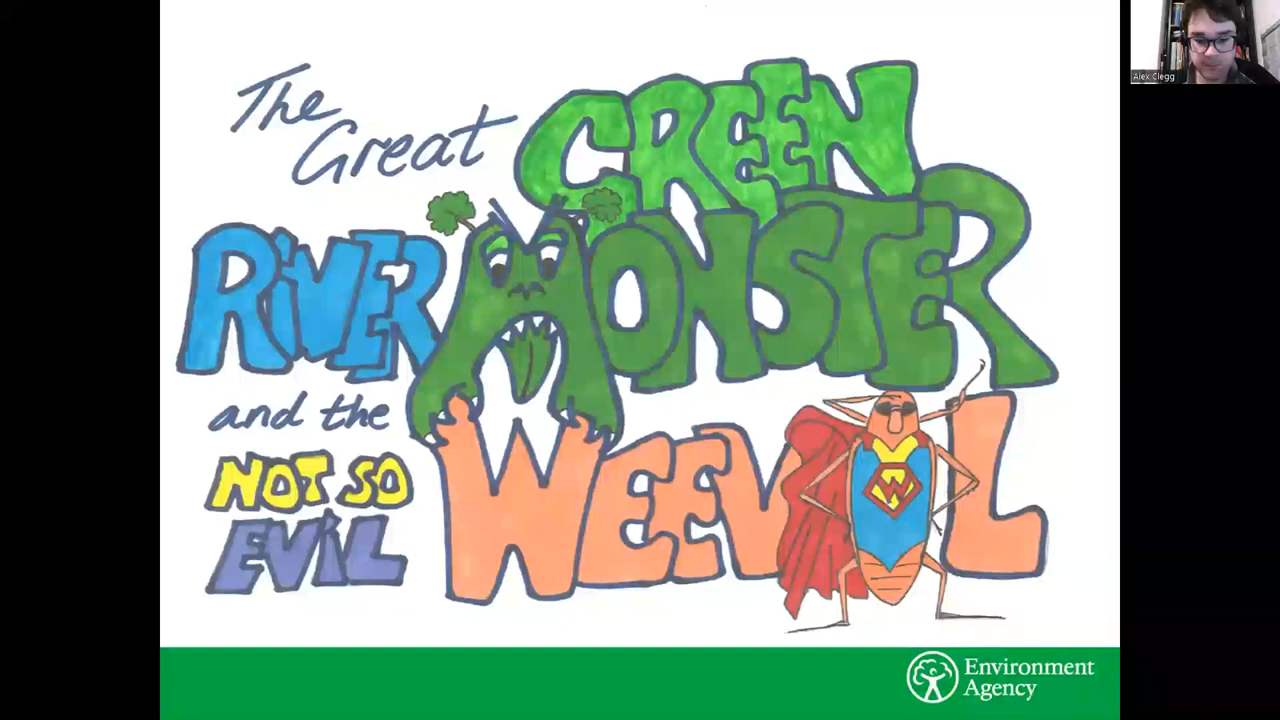 The
Great GREEN
RIVER MONSTER
and the
NOT SO
EVIL WEEVIL
W
Environment
Agency
Alex Clegg